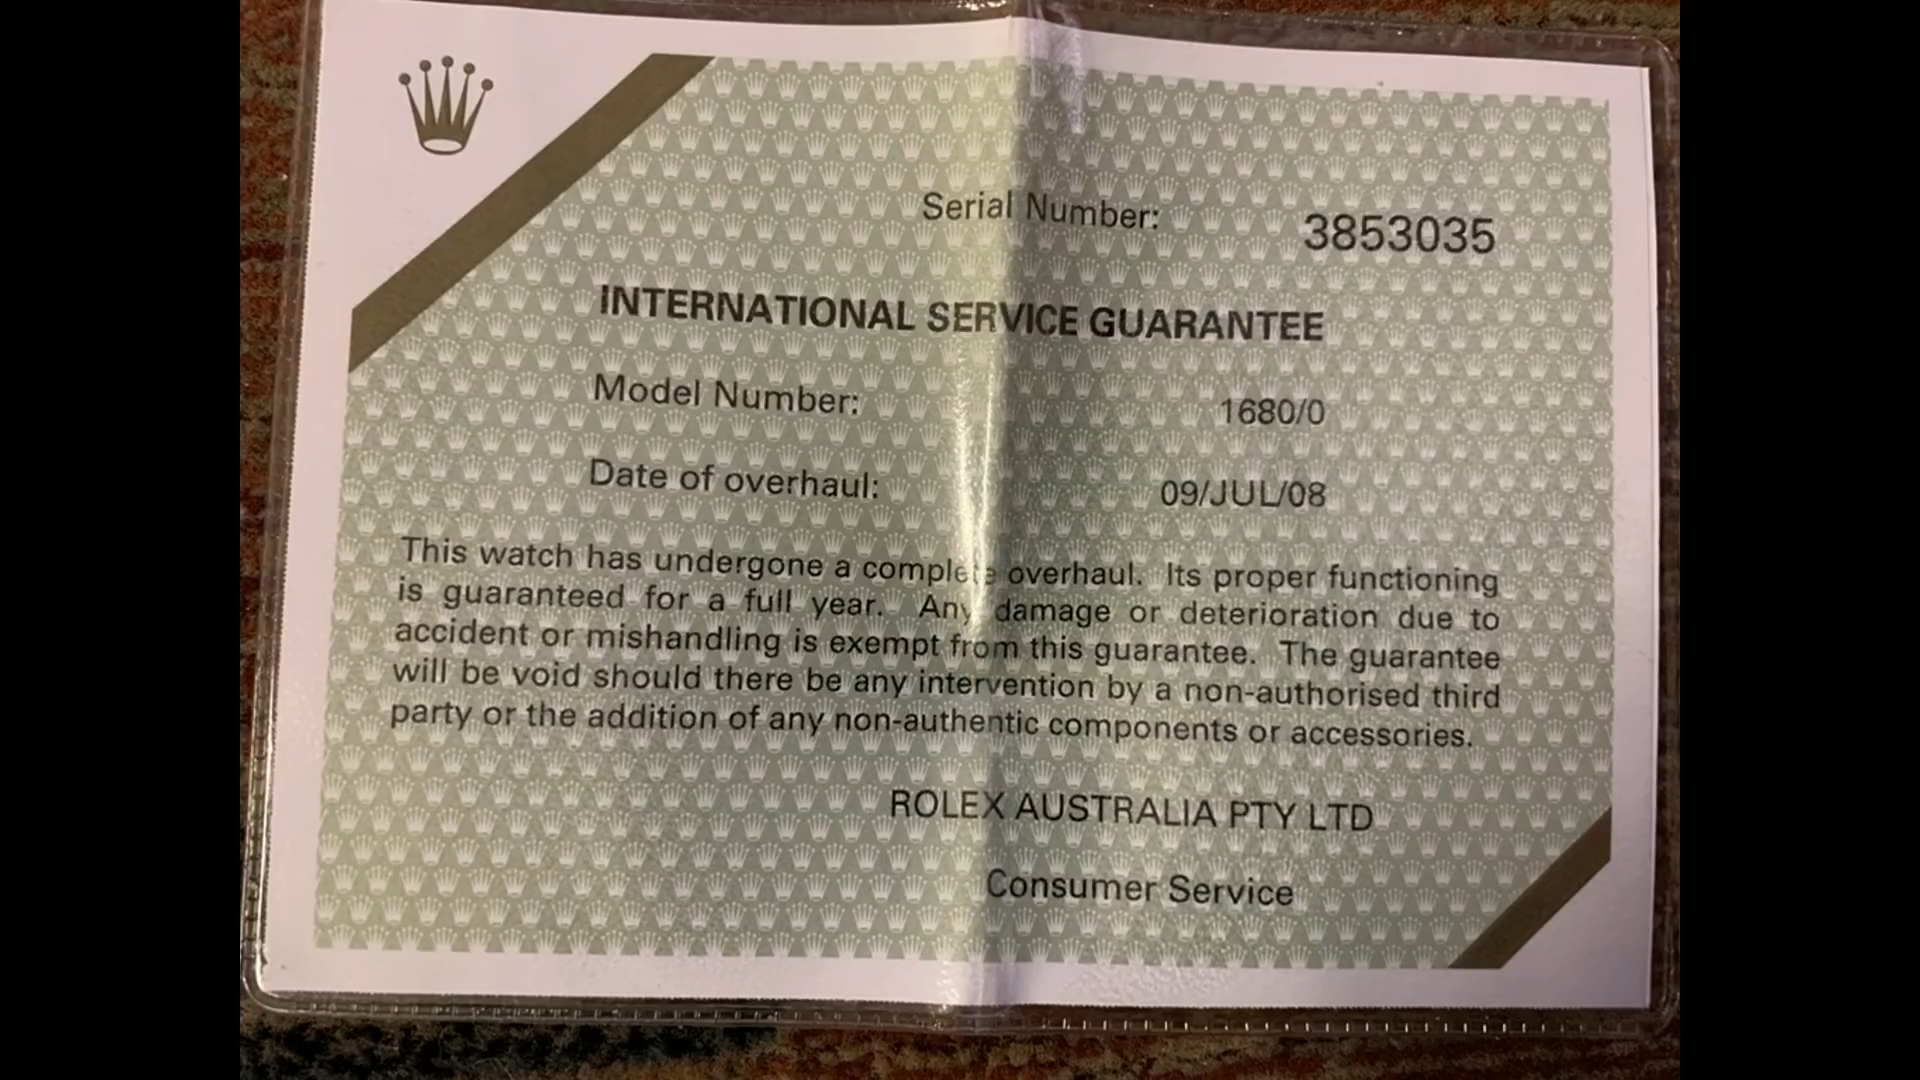 Serial Number: 3853035
INTERNATIONAL SERVICE GUARANTEE
Model Number: 1680/0
Date of overhaul: 09/JUL/08
This watch has undergone a complete overhaul. Its proper functioning
is guaranteed for a full year. Any damage or deterioration due to
accident or mishandling is exempt from this guarantee. The guarantee
will be void should there be any intervention by a non-authorised third
party or the addition of any non-authentic components or accessories.
ROLEX AUSTRALIA PTY LTD
Consumer Service